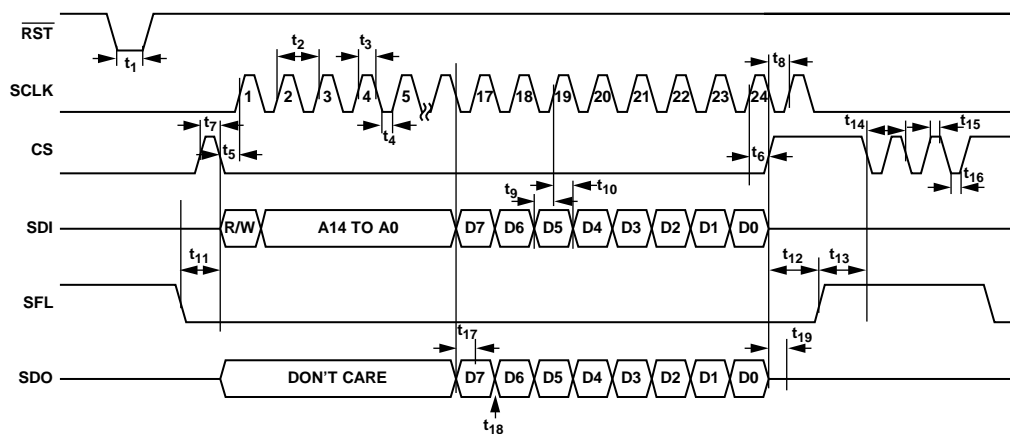 RST
t1
t2
t3
t8
SCLK
1 2 3 4 5 17 18 19 20 21 22 23 24
t7
t4
t14
t15
CS
t5
t6
t16
t9
t10
SDI
R/W A14 TO A0 D7 D6 D5 D4 D3 D2 D1 D0
t11
t12
t13
SFL
t17
t19
SDO
DON'T CARE D7 D6 D5 D4 D3 D2 D1 D0
t18